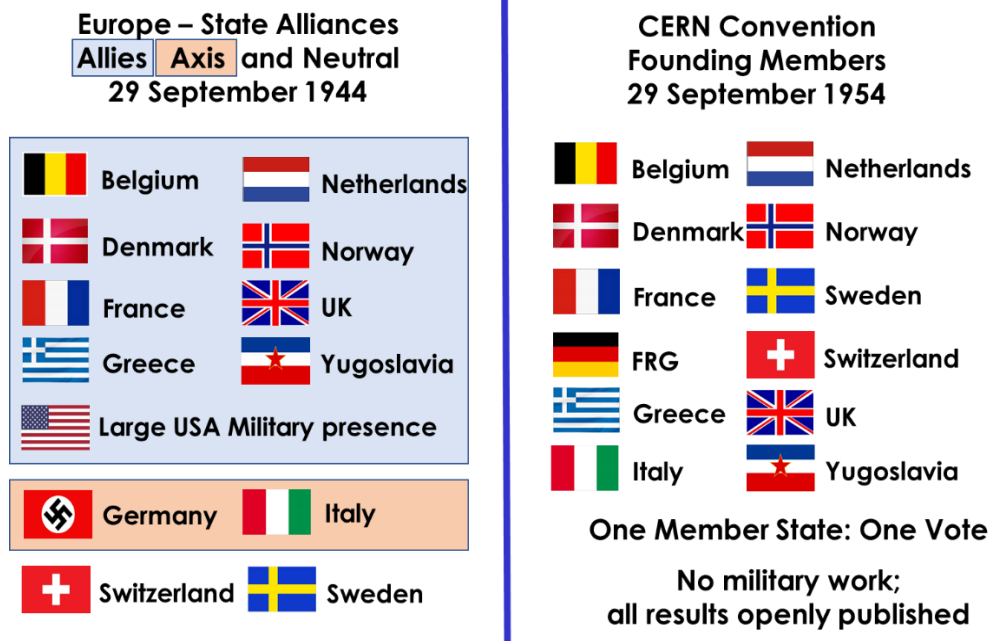 Europe – State Alliances
Allies Axis and Neutral
29 September 1944
Belgium Netherlands
Denmark Norway
France UK
Greece Yugoslavia
Large USA Military presence
Germany Italy
Switzerland Sweden
CERN Convention
Founding Members
29 September 1954
Belgium Netherlands
Denmark Norway
France Sweden
FRG Switzerland
Greece UK
Italy Yugoslavia
One Member State: One Vote
No military work;
all results openly published